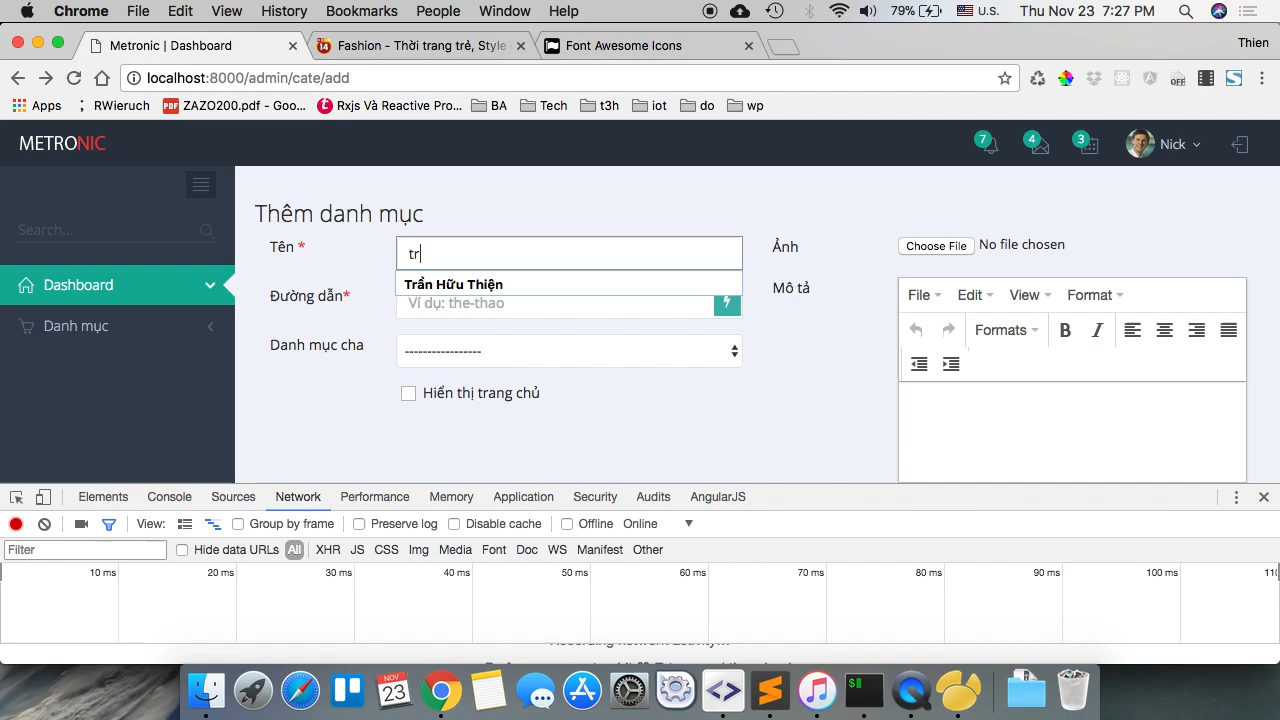 Chrome File Edit View History Bookmarks People Window Help 79% U.S. Thu Nov 23 7:27 PM
Metronic | Dashboard Fashion - Thời trang trẻ, Style Font Awesome Icons Thien
localhost:8000/admin/cate/add
Apps RWieruch ZAZO200.pdf - Goo... Rxjs Và Reactive Pro... BA Tech t3h iot do wp
METRONIC 7 4 3 Nick
Search...
Dashboard
Danh mục
Thêm danh mục
Tên * tr
Trần Hữu Thiện
Đường dẫn* Ví dụ: the-thao
Danh mục cha -----------------
Hiển thị trang chủ
Ảnh Choose File No file chosen
Mô tả
File Edit View Format
Formats B I
Elements Console Sources Network Performance Memory Application Security Audits AngularJS
View: Group by frame Preserve log Disable cache Offline Online
Filter Hide data URLs All XHR JS CSS Img Media Font Doc WS Manifest Other
10 ms 20 ms 30 ms 40 ms 50 ms 60 ms 70 ms 80 ms 90 ms 100 ms
NOV
23